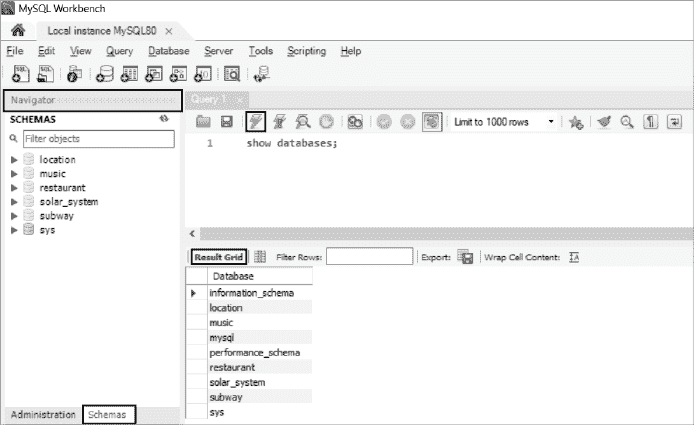 MySQL Workbench
Local instance MySQL80
File Edit View Query Database Server Tools Scripting Help
Navigator
Query 1
SCHEMAS
Limit to 1000 rows
Filter objects
1 show databases;
location
music
restaurant
solar_system
subway
sys
Result Grid Filter Rows: Export: Wrap Cell Content:
Database
information_schema
location
music
mysql
performance_schema
restaurant
solar_system
subway
sys
Administration Schemas